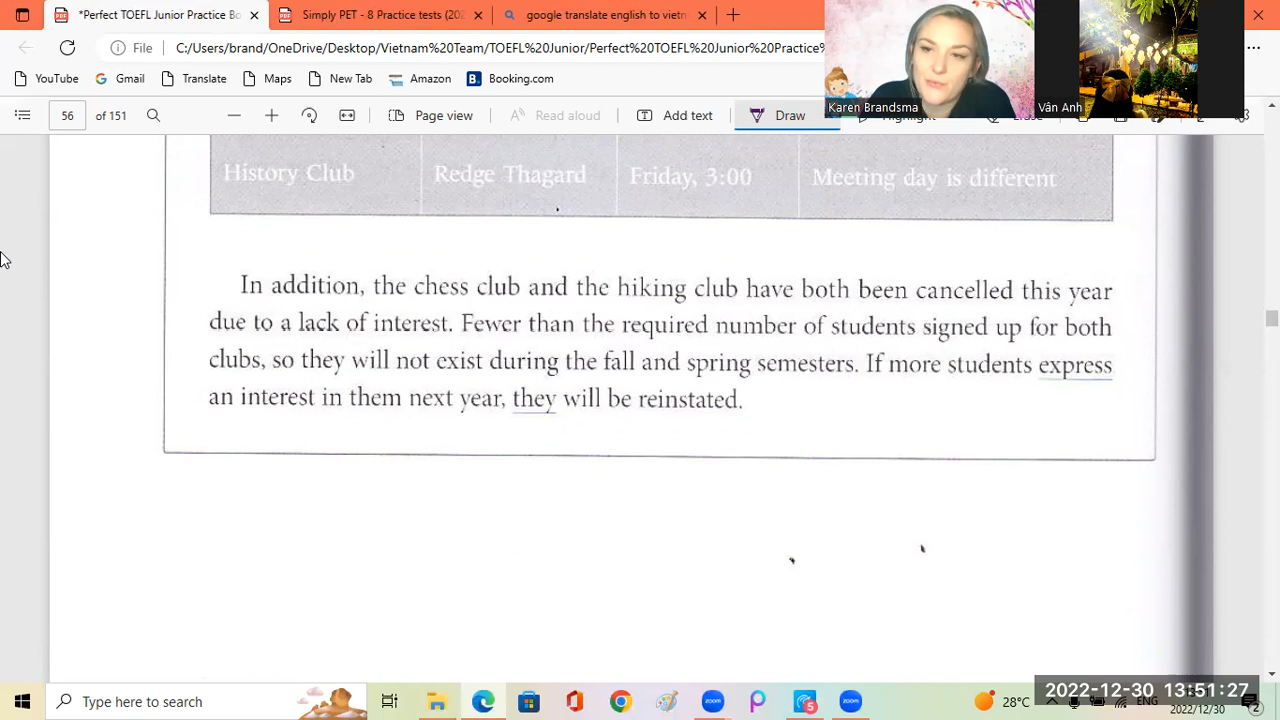 *Perfect TOEFL Junior Practice Bo
Simply PET - 8 Practice tests (202
google translate english to vietn
File
C:/Users/brand/OneDrive/Desktop/Vietnam%20Team/TOEFL%20Junior/Perfect%20TOEFL%20Junior%20Practice%
YouTube Gmail Translate Maps New Tab Amazon Booking.com
56 of 151 Page view Read aloud Add text Draw
Karen Brandsma
Vân Anh
History Club Redge Thagard Friday, 3:00 Meeting day is different
In addition, the chess club and the hiking club have both been cancelled this year
due to a lack of interest. Fewer than the required number of students signed up for both
clubs, so they will not exist during the fall and spring semesters. If more students express
an interest in them next year, they will be reinstated.
Type here to search
5
zoom
zoom
28°C
ENG
2022-12-30 13:51:27
2022/12/30
2